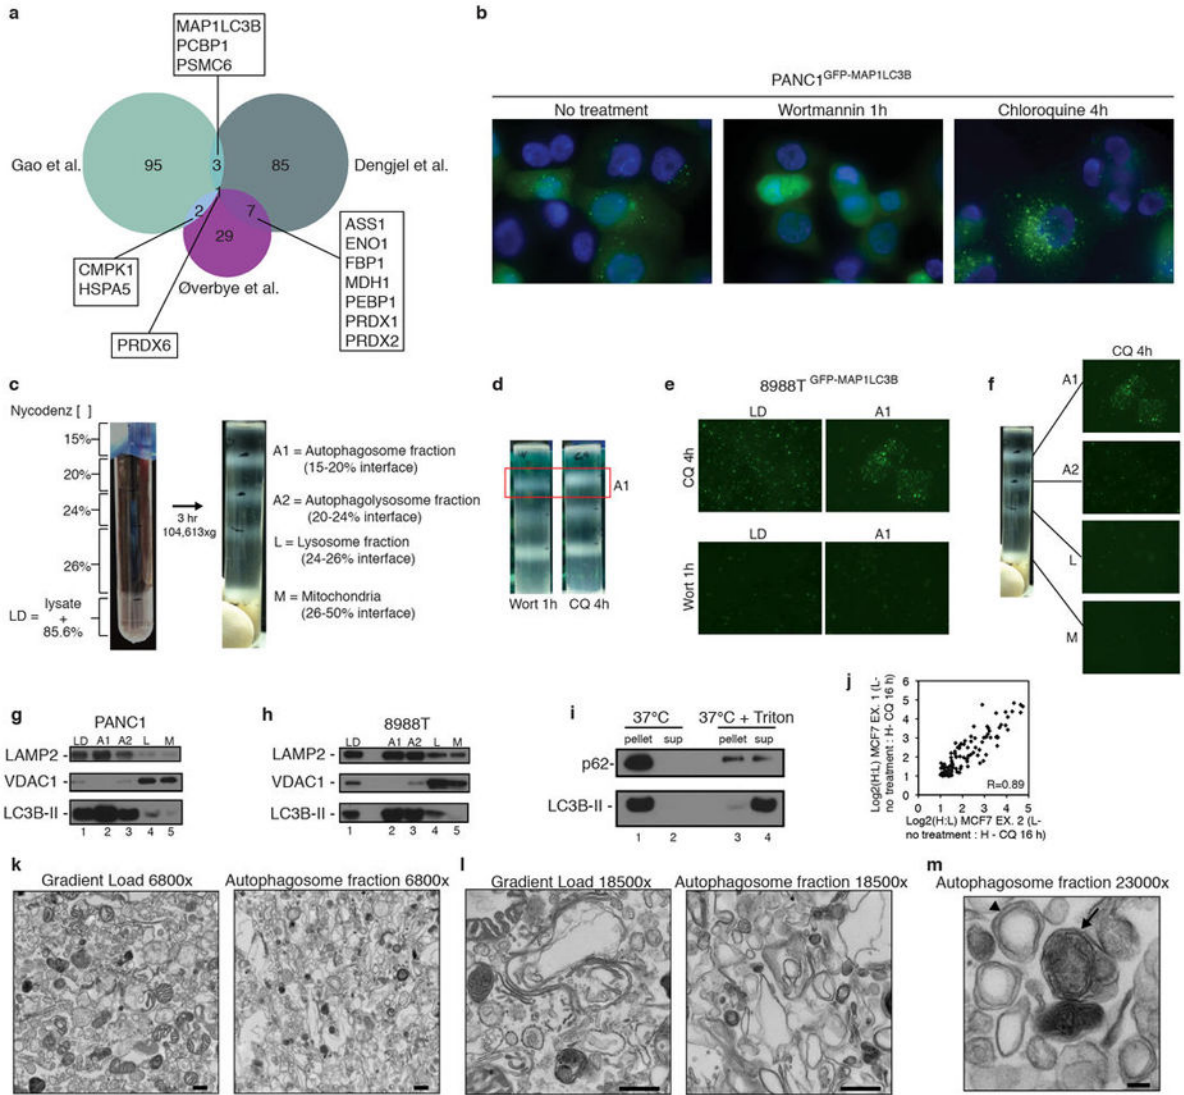 a
MAP1LC3B
PCBP1
PSMC6
Gao et al.
95
3
85
Dengjel et al.
1
2
7
29
Øverbye et al.
CMPK1
HSPA5
PRDX6
ASS1
ENO1
FBP1
MDH1
PEBP1
PRDX1
PRDX2
b
PANC1GFP-MAP1LC3B
No treatment
Wortmannin 1h
Chloroquine 4h
c
Nycodenz [ ]
15%
20%
24%
26%
LD =
lysate
+
85.6%
3 hr
104,613xg
A1 = Autophagosome fraction
(15-20% interface)
A2 = Autophagolysosome fraction
(20-24% interface)
L = Lysosome fraction
(24-26% interface)
M = Mitochondria
(26-50% interface)
d
A1
Wort 1h
CQ 4h
e
8988T GFP-MAP1LC3B
LD
A1
CQ 4h
LD
A1
Wort 1h
f
CQ 4h
A1
A2
L
M
g
PANC1
LD A1 A2 L M
LAMP2 -
VDAC1 -
LC3B-II -
1 2 3 4 5
h
8988T
LD A1 A2 L M
LAMP2 -
VDAC1 -
LC3B-II -
1 2 3 4 5
i
37°C
37°C + Triton
pellet sup pellet sup
p62-
LC3B-II -
1 2 3 4
j
Log2(H:L) MCF7 EX. 1 (L-
no treatment : H- CQ 16 h)
6
5
4
3
2
1
0
R=0.89
0 1 2 3 4 5
Log2(H:L) MCF7 EX. 2 (L-
no treatment : H - CQ 16 h)
k
Gradient Load 6800x
Autophagosome fraction 6800x
l
Gradient Load 18500x
Autophagosome fraction 18500x
m
Autophagosome fraction 23000x